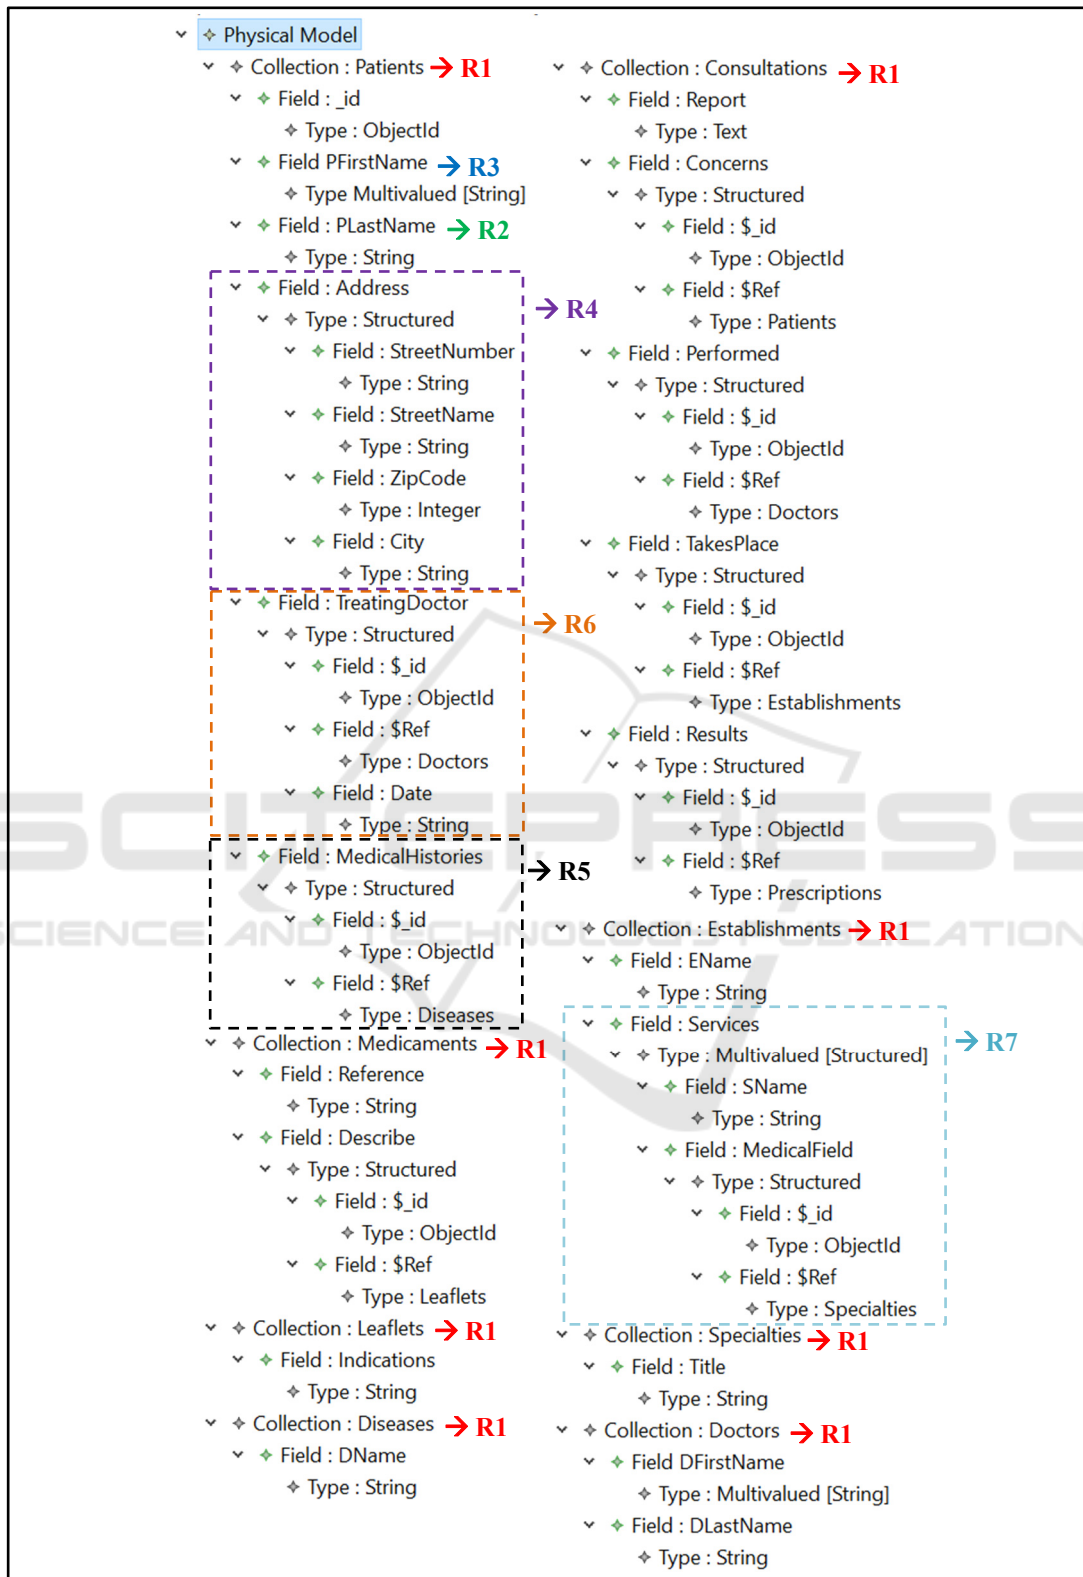 Physical Model
Collection : Patients → R1
Field : _id
Type : ObjectId
Field PFirstName → R3
Type Multivalued [String]
Field : PLastName → R2
Type : String
Field : Address
→ R4
Type : Structured
Field : StreetNumber
Type : String
Field : StreetName
Type : String
Field : ZipCode
Type : Integer
Field : City
Type : String
Field : TreatingDoctor
→ R6
Type : Structured
Field : $_id
Type : ObjectId
Field : $Ref
Type : Doctors
Field : Date
Type : String
Field : MedicalHistories
→ R5
Type : Structured
Field : $_id
Type : ObjectId
Field : $Ref
Type : Diseases
Collection : Medicaments → R1
Field : Reference
Type : String
Field : Describe
Type : Structured
Field : $_id
Type : ObjectId
Field : $Ref
Type : Leaflets
Collection : Leaflets → R1
Field : Indications
Type : String
Collection : Diseases → R1
Field : DName
Type : String
Collection : Consultations → R1
Field : Report
Type : Text
Field : Concerns
Type : Structured
Field : $_id
Type : ObjectId
Field : $Ref
Type : Patients
Field : Performed
Type : Structured
Field : $_id
Type : ObjectId
Field : $Ref
Type : Doctors
Field : TakesPlace
Type : Structured
Field : $_id
Type : ObjectId
Field : $Ref
Type : Establishments
Field : Results
Type : Structured
Field : $_id
Type : ObjectId
Field : $Ref
Type : Prescriptions
Collection : Establishments → R1
Field : EName
Type : String
Field : Services
→ R7
Type : Multivalued [Structured]
Field : SName
Type : String
Field : MedicalField
Type : Structured
Field : $_id
Type : ObjectId
Field : $Ref
Type : Specialties
Collection : Specialties → R1
Field : Title
Type : String
Collection : Doctors → R1
Field DFirstName
Type : Multivalued [String]
Field : DLastName
Type : String
SCITEPRESS
SCIENCE AND TECHNOLOGY PUBLICATIONS